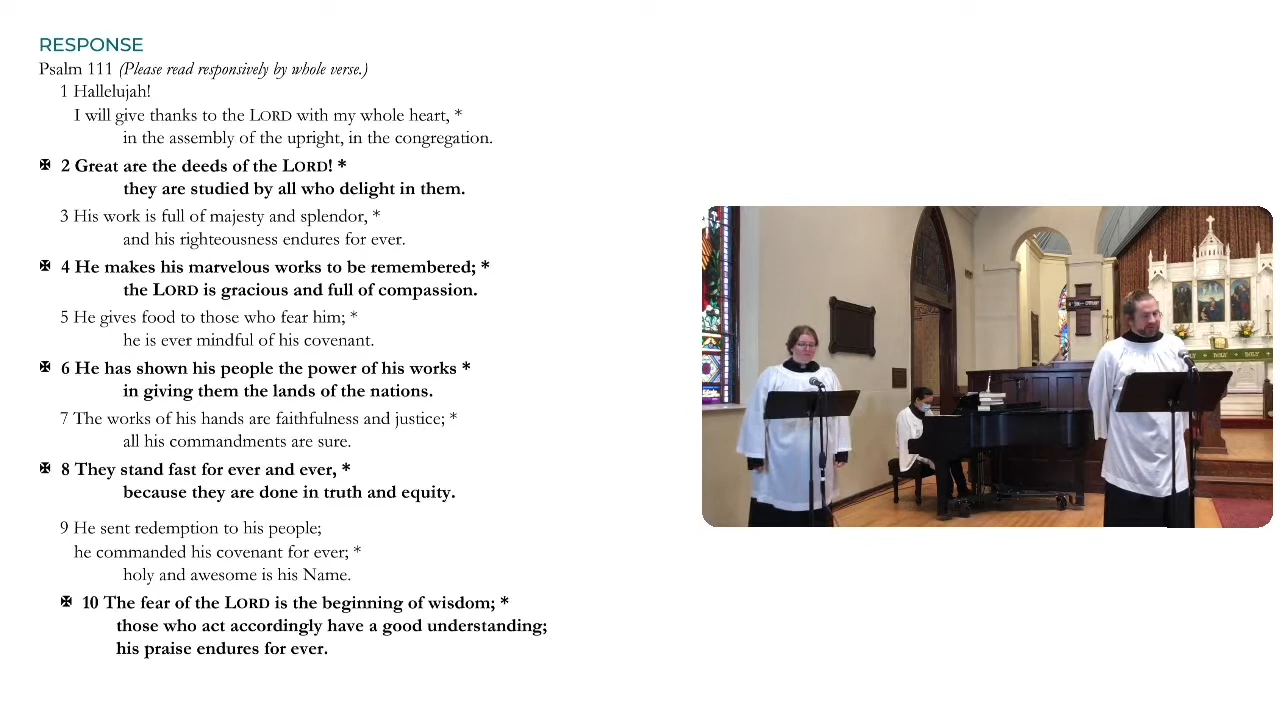 RESPONSE
Psalm 111 (Please read responsively by whole verse.)
1 Hallelujah!
I will give thanks to the LORD with my whole heart, *
in the assembly of the upright, in the congregation.
✠ 2 Great are the deeds of the LORD! *
they are studied by all who delight in them.
3 His work is full of majesty and splendor, *
and his righteousness endures for ever.
✠ 4 He makes his marvelous works to be remembered; *
the LORD is gracious and full of compassion.
5 He gives food to those who fear him; *
he is ever mindful of his covenant.
✠ 6 He has shown his people the power of his works *
in giving them the lands of the nations.
7 The works of his hands are faithfulness and justice; *
all his commandments are sure.
✠ 8 They stand fast for ever and ever, *
because they are done in truth and equity.
9 He sent redemption to his people;
he commanded his covenant for ever; *
holy and awesome is his Name.
✠ 10 The fear of the LORD is the beginning of wisdom; *
those who act accordingly have a good understanding;
his praise endures for ever.
HOLY HOLY